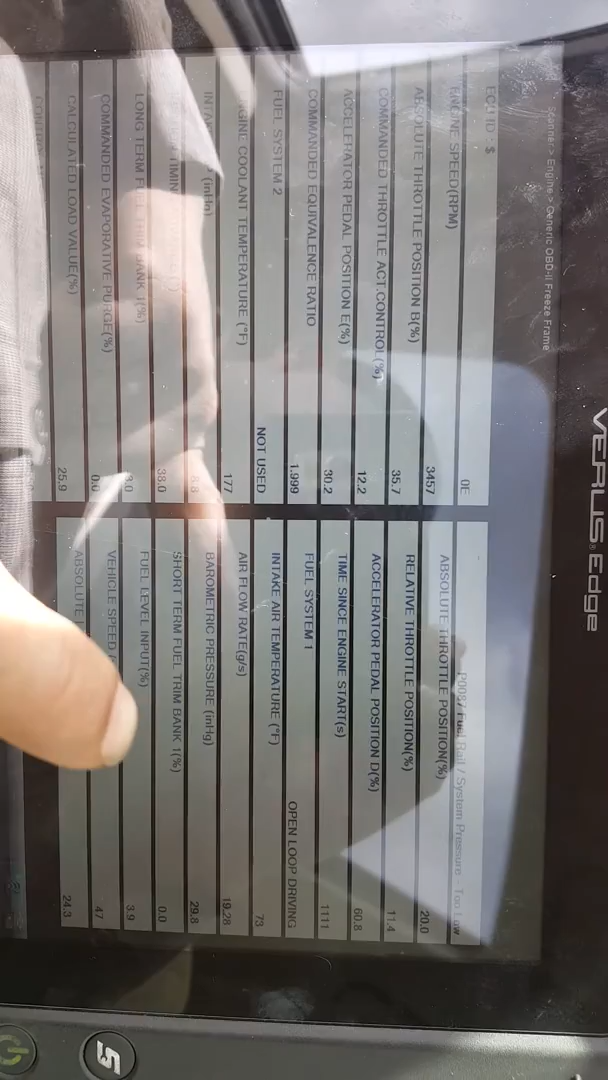 VERUS Edge
Scanner > Engine > Generic OBD-II Freeze Frame
P0087 Fuel Rail / System Pressure - Too Low
ECU ID - $ 0E
ABSOLUTE THROTTLE POSITION(%) 20.0
ENGINE SPEED(RPM) 3457
RELATIVE THROTTLE POSITION(%) 11.4
ABSOLUTE THROTTLE POSITION B(%) 35.7
ACCELERATOR PEDAL POSITION D(%) 60.8
COMMANDED THROTTLE ACT.CONTROL(%) 12.2
TIME SINCE ENGINE START(s) 1111
ACCELERATOR PEDAL POSITION E(%) 30.2
FUEL SYSTEM 1 OPEN LOOP DRIVING
COMMANDED EQUIVALENCE RATIO 1.999
INTAKE AIR TEMPERATURE (°F) 73
FUEL SYSTEM 2 NOT USED
AIR FLOW RATE(g/s) 19.28
ENGINE COOLANT TEMPERATURE (°F) 177
BAROMETRIC PRESSURE (inHg) 29.8
(inHg) 8.8
SHORT TERM FUEL TRIM BANK 1(%) 0.0
38.0
FUEL LEVEL INPUT(%) 3.9
LONG TERM FUEL TRIM BANK 1(%)
VEHICLE SPEED 47
COMMANDED EVAPORATIVE PURGE(%) 0.0
ABSOLUTE 24.3
CALCULATED LOAD VALUE(%) 25.9
S